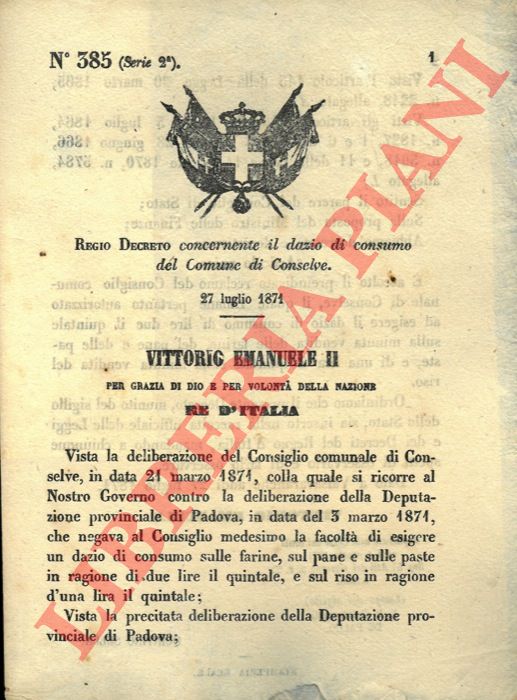 N° 385 (Serie 2ª).
1
REGIO DECRETO concernente il dazio di consumo
del Comune di Conselve.
27 luglio 1871
VITTORIO EMANUELE II
PER GRAZIA DI DIO E PER VOLONTÀ DELLA NAZIONE
RE D'ITALIA
Vista la deliberazione del Consiglio comunale di Con-
selve, in data 21 marzo 1871, colla quale si ricorre al
Nostro Governo contro la deliberazione della Deputa-
zione provinciale di Padova, in data del 3 marzo 1871,
che negava al Consiglio medesimo la facoltà di esigere
un dazio di consumo sulle farine, sul pane e sulle paste
in ragione di due lire il quintale, e sul riso in ragione
d'una lira il quintale;
Vista la precitata deliberazione della Deputazione pro-
vinciale di Padova;
LIBRERIA PIANI